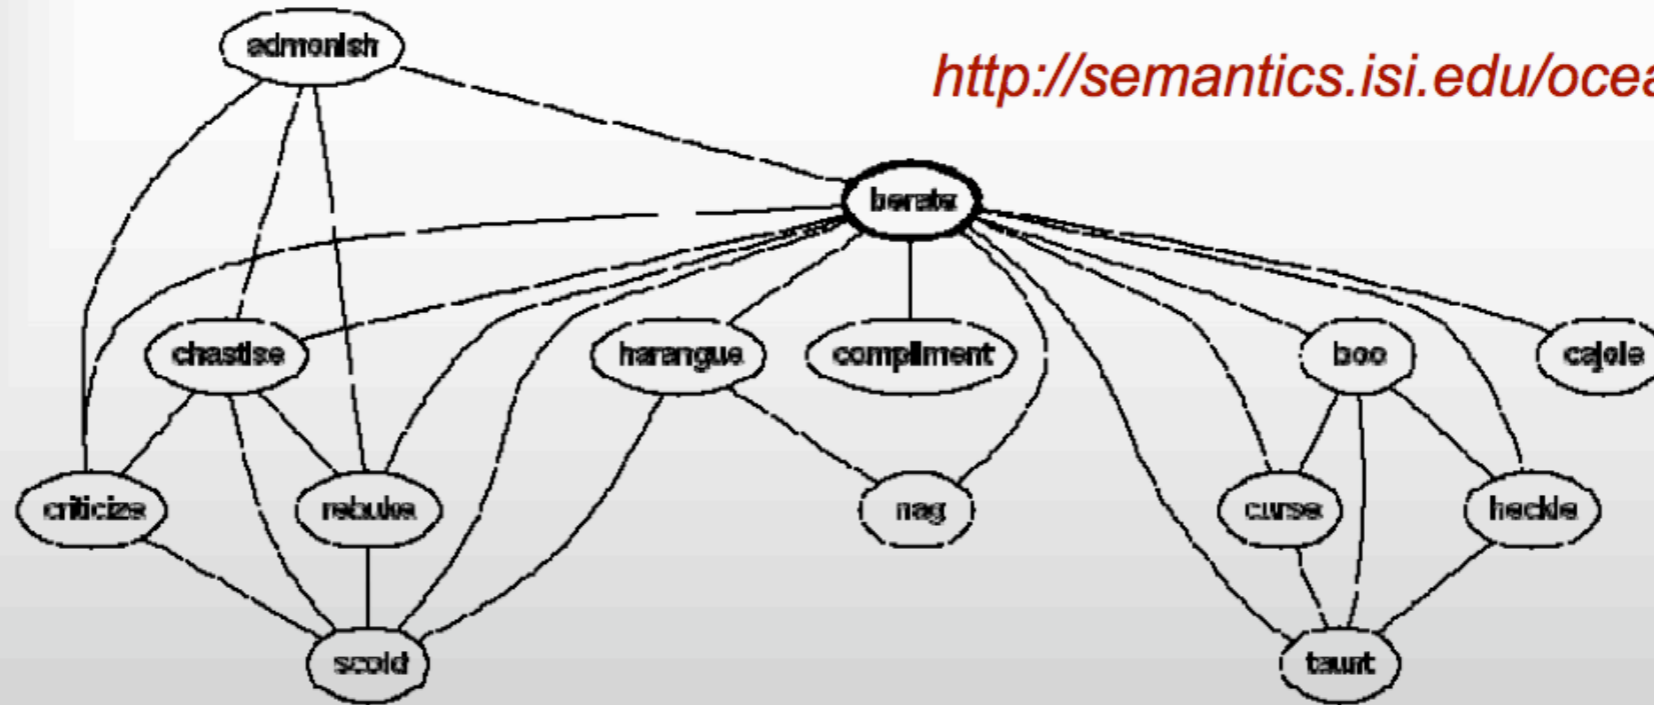 admonish
http://semantics.isi.edu/ocea
berate
chastise
harangue
compliment
boo
cajole
criticize
rebuke
nag
curse
heckle
scold
taunt